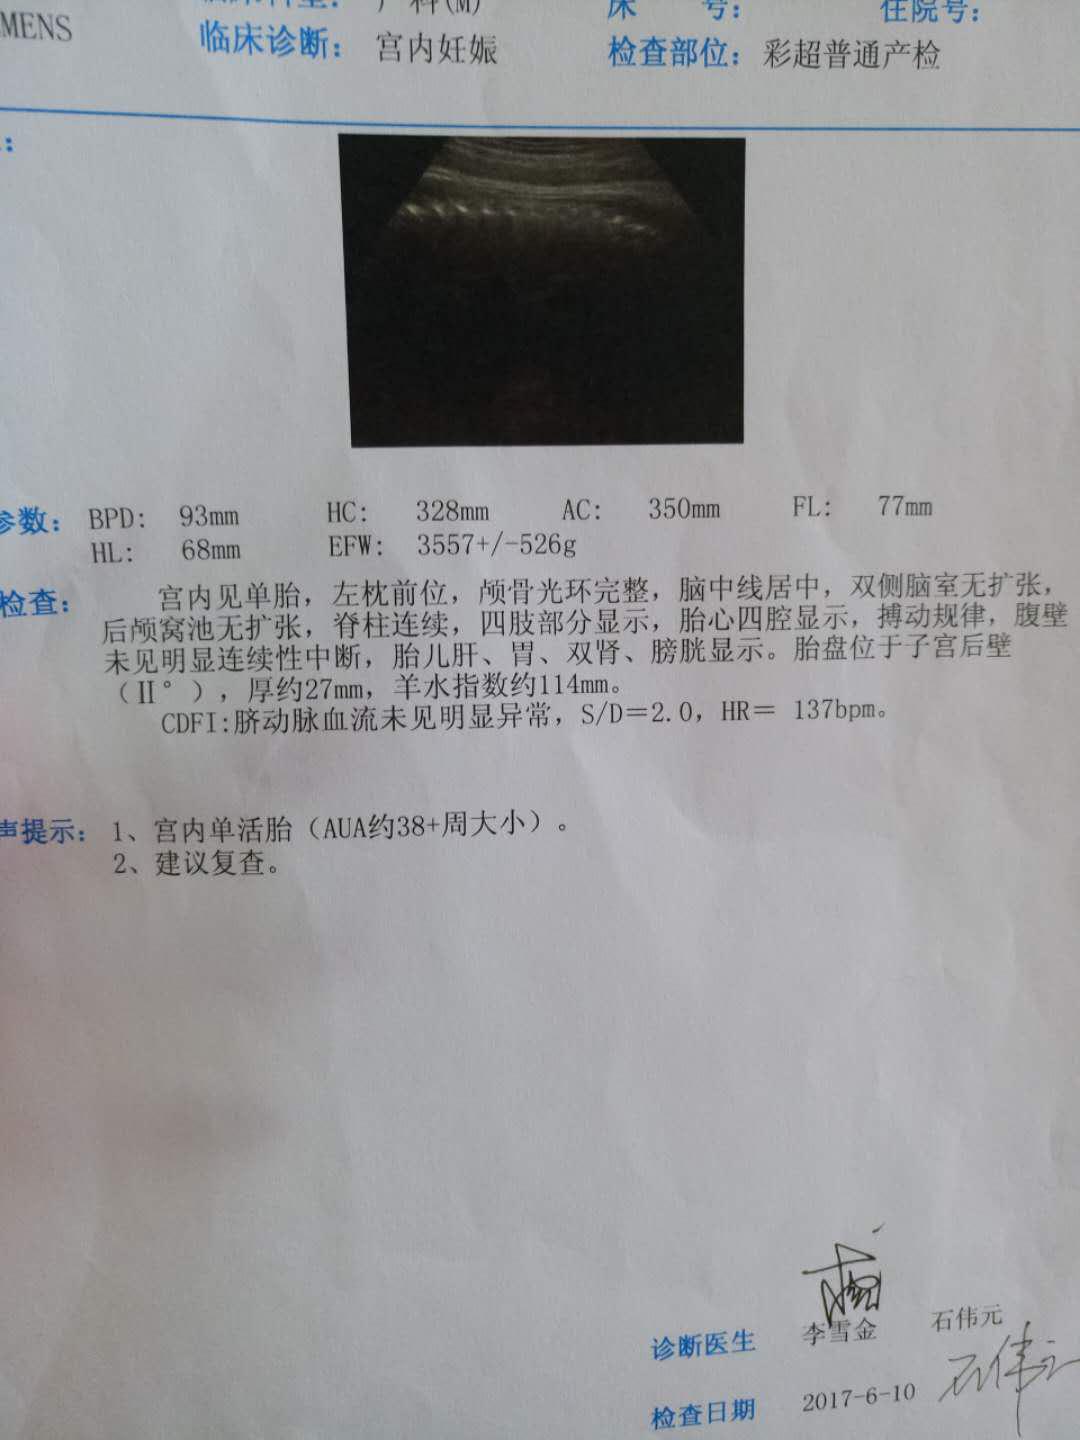 MENS
科(M)
床 号：
住院号：
临床诊断： 宫内妊娠
检查部位： 彩超普通产检
参数： BPD: 93mm HC: 328mm AC: 350mm FL: 77mm
HL: 68mm EFW: 3557+/-526g
检查： 宫内见单胎，左枕前位，颅骨光环完整，脑中线居中，双侧脑室无扩张，
后颅窝池无扩张，脊柱连续，四肢部分显示，胎心四腔显示，搏动规律，腹壁
未见明显连续性中断，胎儿肝、胃、双肾、膀胱显示。胎盘位于子宫后壁
（Ⅱ°），厚约27mm，羊水指数约114mm。
CDFI:脐动脉血流未见明显异常，S/D＝2.0，HR＝ 137bpm。
声提示： 1、宫内单活胎（AUA约38+周大小）。
2、建议复查。
诊断医生 李雪金 石伟元
石伟元
检查日期 2017-6-10